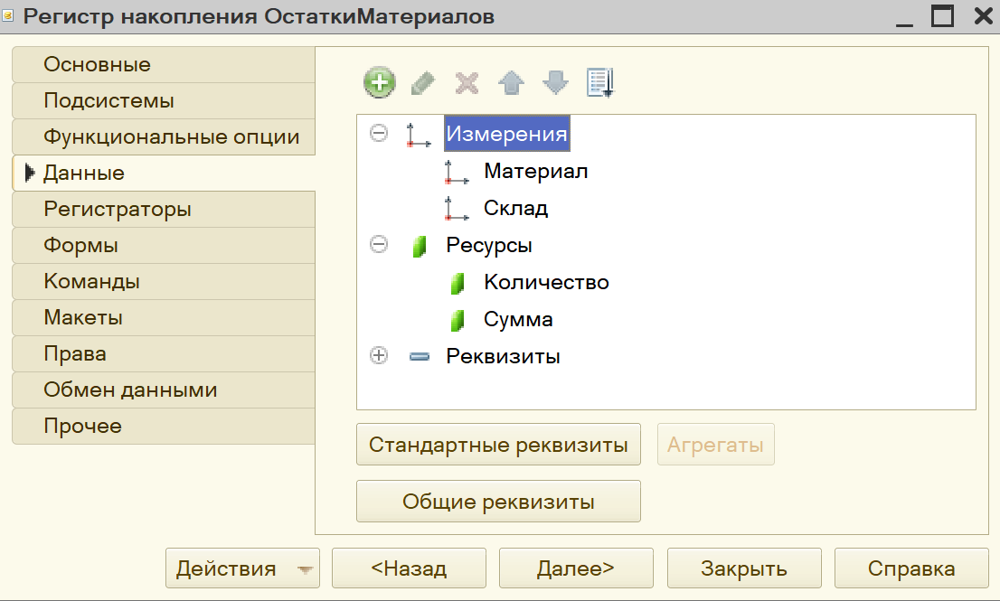 Регистр накопления ОстаткиМатериалов
Основные
Подсистемы
Функциональные опции
Данные
Регистраторы
Формы
Команды
Макеты
Права
Обмен данными
Прочее
Измерения
Материал
Склад
Ресурсы
Количество
Сумма
Реквизиты
Стандартные реквизиты
Агрегаты
Общие реквизиты
Действия
<Назад
Далее>
Закрыть
Справка